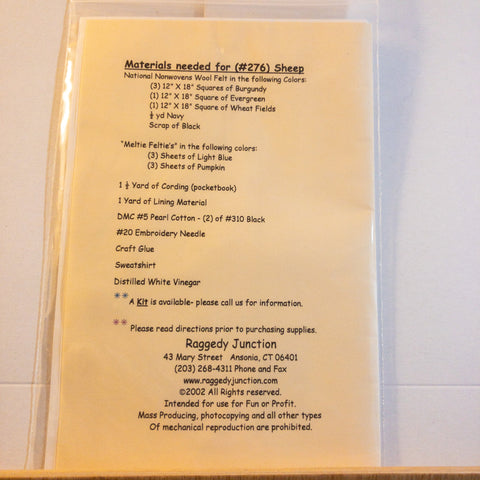 Materials needed for (#276) Sheep
National Nonwovens Wool Felt in the following Colors:
(3) 12" X 18" Squares of Burgundy
(1) 12" X 18" Square of Evergreen
(1) 12" X 18" Square of Wheat Fields
½ yd Navy
Scrap of Black
"Meltie Feltie's" in the following colors:
(3) Sheets of Light Blue
(3) Sheets of Pumpkin
1 ½ Yard of Cording (pocketbook)
1 Yard of Lining Material
DMC #5 Pearl Cotton - (2) of #310 Black
#20 Embroidery Needle
Craft Glue
Sweatshirt
Distilled White Vinegar
**A Kit is available- please call us for information.
** Please read directions prior to purchasing supplies.
Raggedy Junction
43 Mary Street Ansonia, CT 06401
(203) 268-4311 Phone and Fax
www.raggedyjunction.com
©2002 All Rights reserved.
Intended for use for Fun or Profit.
Mass Producing, photocopying and all other types
Of mechanical reproduction are prohibited.